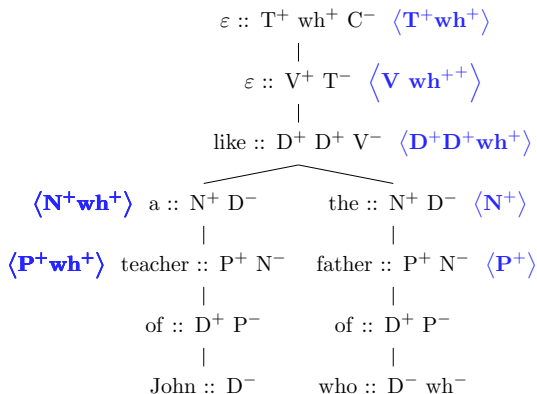 ε :: T⁺ wh⁺ C⁻ ⟨T⁺wh⁺⟩
ε :: V⁺ T⁻ ⟨V wh⁺⁺⟩
like :: D⁺ D⁺ V⁻ ⟨D⁺D⁺wh⁺⟩
⟨N⁺wh⁺⟩ a :: N⁺ D⁻ the :: N⁺ D⁻ ⟨N⁺⟩
⟨P⁺wh⁺⟩ teacher :: P⁺ N⁻ father :: P⁺ N⁻ ⟨P⁺⟩
of :: D⁺ P⁻ of :: D⁺ P⁻
John :: D⁻ who :: D⁻ wh⁻